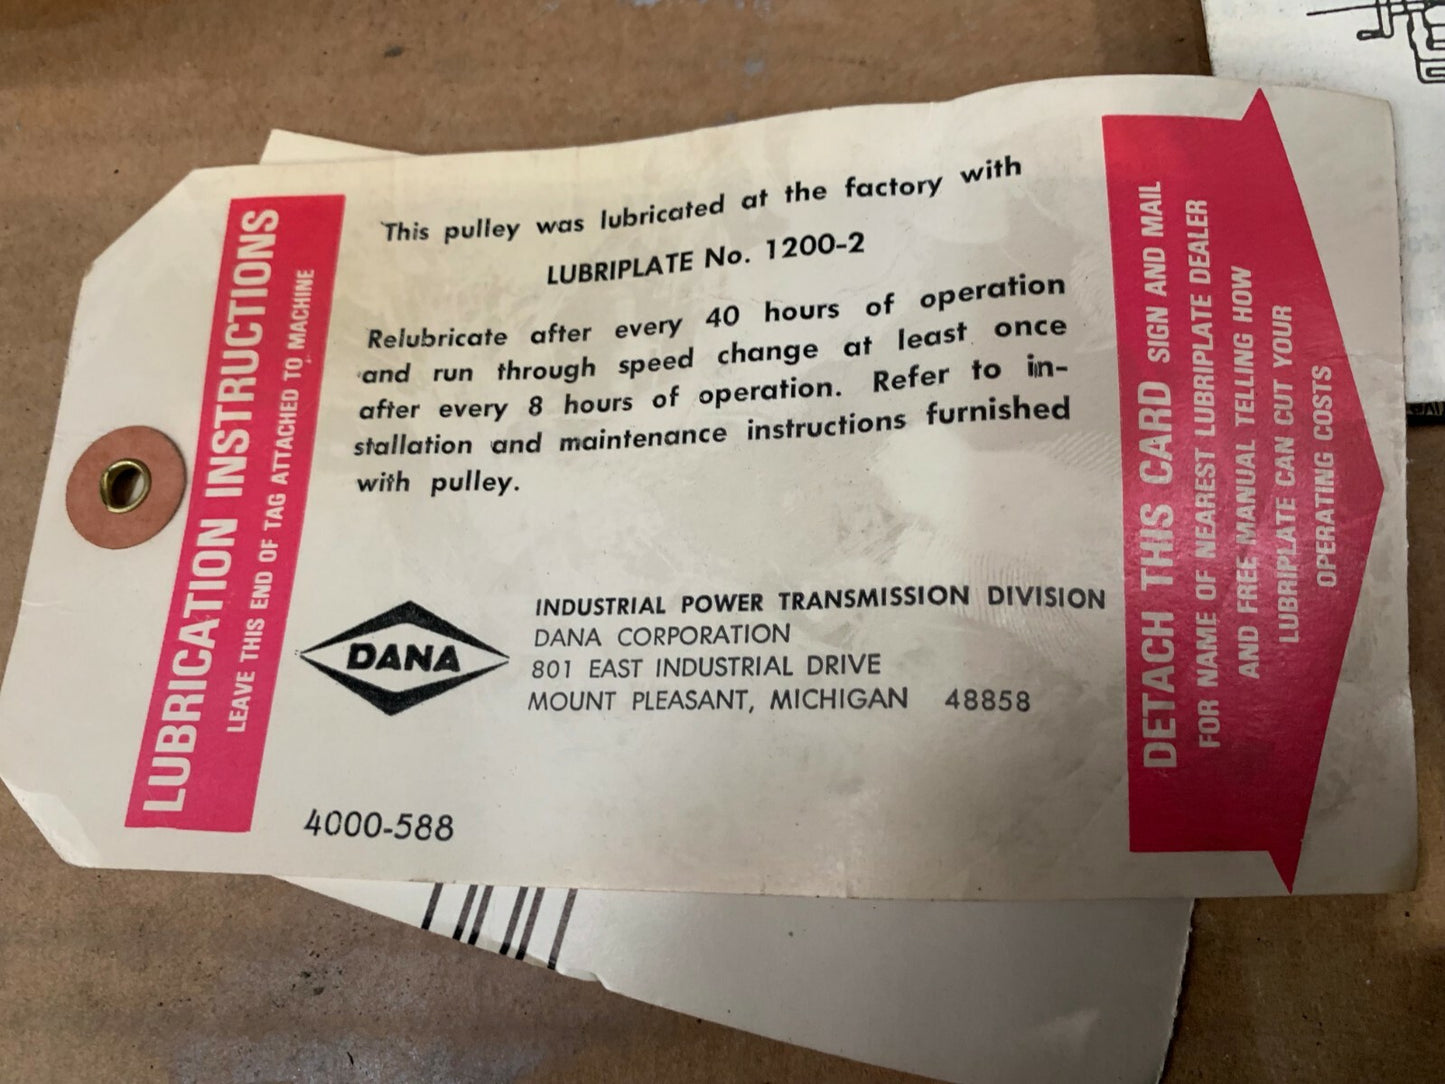 LUBRICATION INSTRUCTIONS
LEAVE THIS END OF TAG ATTACHED TO MACHINE
This pulley was lubricated at the factory with
LUBRIPLATE No. 1200-2
Relubricate after every 40 hours of operation
and run through speed change at least once
after every 8 hours of operation. Refer to in-
stallation and maintenance instructions furnished
with pulley.
DANA
INDUSTRIAL POWER TRANSMISSION DIVISION
DANA CORPORATION
801 EAST INDUSTRIAL DRIVE
MOUNT PLEASANT, MICHIGAN 48858
4000-588
DETACH THIS CARD SIGN AND MAIL
FOR NAME OF NEAREST LUBRIPLATE DEALER
AND FREE MANUAL TELLING HOW
LUBRIPLATE CAN CUT YOUR
OPERATING COSTS